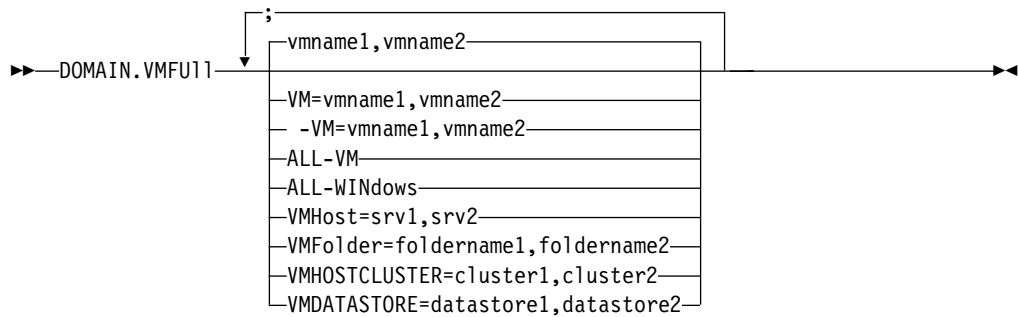 ;
vmname1,vmname2
DOMAIN.VMFUll
VM=vmname1,vmname2
-VM=vmname1,vmname2
ALL-VM
ALL-WINdows
VMHost=srv1,srv2
VMFolder=foldername1,foldername2
VMHOSTCLUSTER=cluster1,cluster2
VMDATASTORE=datastore1,datastore2